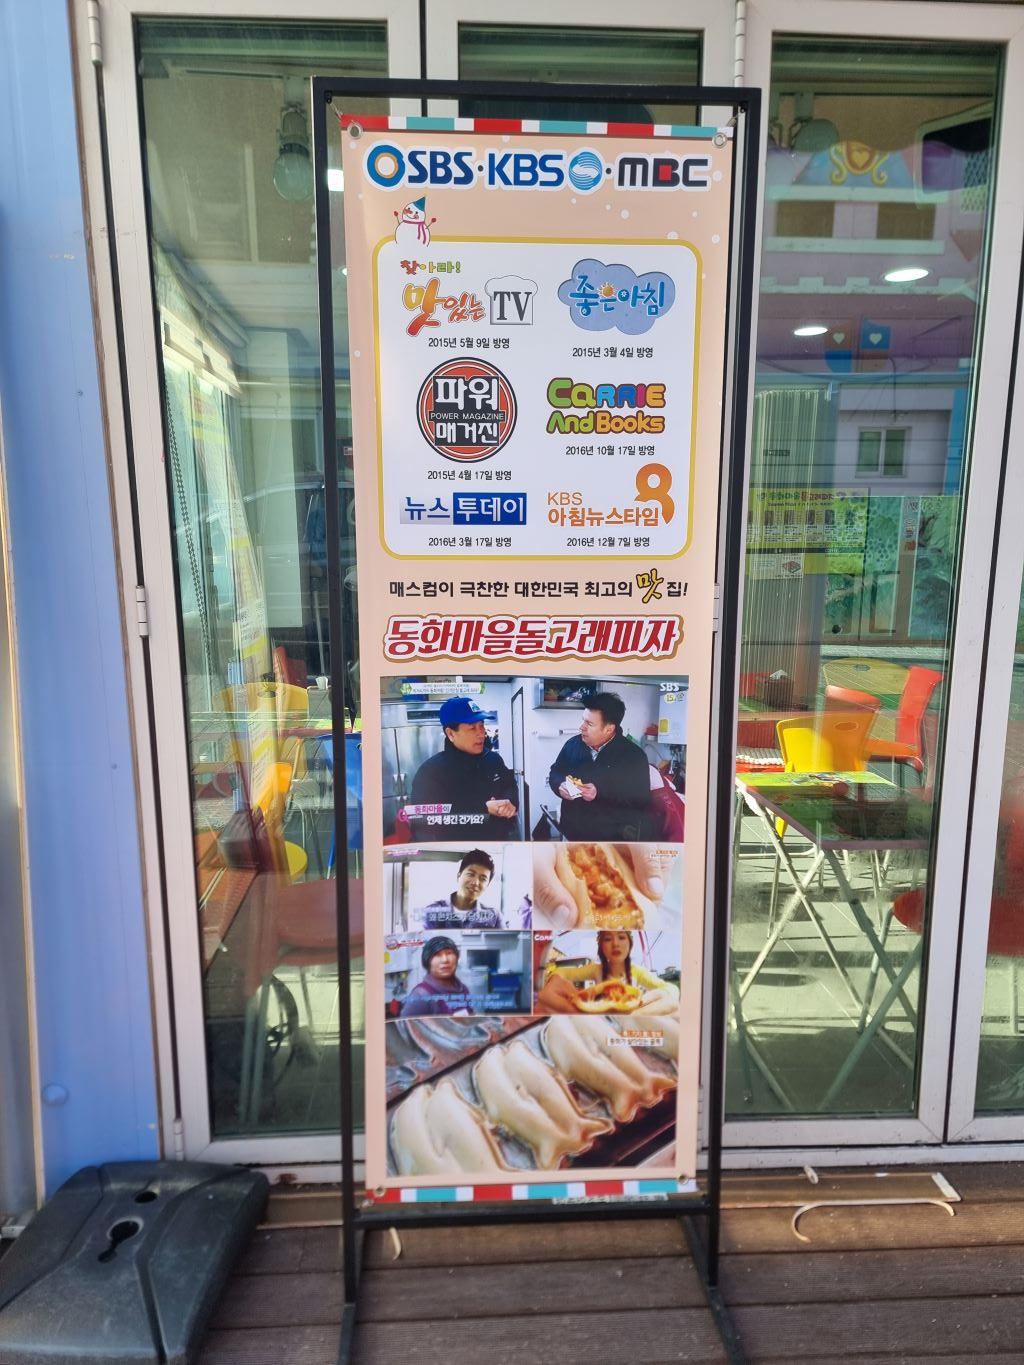 SBS·KBS·MBC
찾아라!
맛있는 TV
좋은아침
2015년 5월 9일 방영
2015년 3월 4일 방영
파워
POWER MAGAZINE
매거진
CARRIE
And Books
2015년 4월 17일 방영
2016년 10월 17일 방영
뉴스투데이
KBS
아침뉴스타임 8
2016년 3월 17일 방영
2016년 12월 7일 방영
매스컴이 극찬한 대한민국 최고의 맛집!
동화마을돌고래피자
SBS
동화마을이
언제 생긴 건가요?